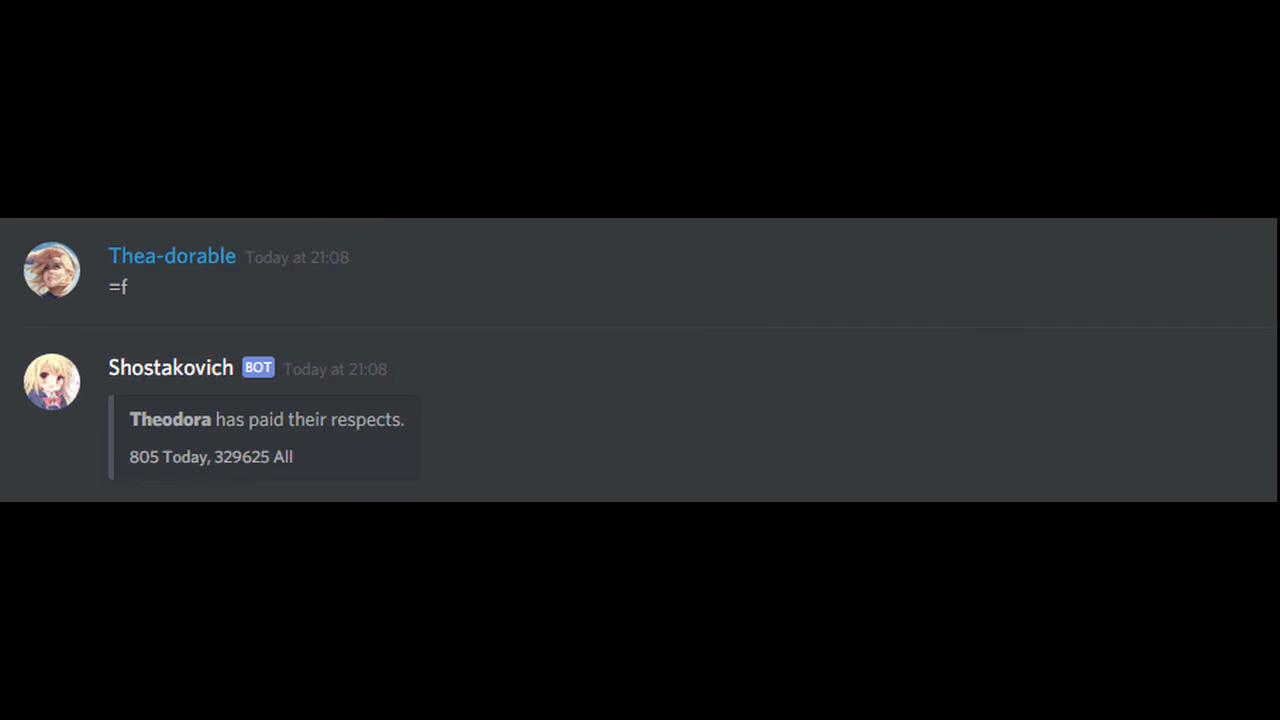 Thea-dorable Today at 21:08
=f
Shostakovich BOT Today at 21:08
Theodora has paid their respects.
805 Today, 329625 All